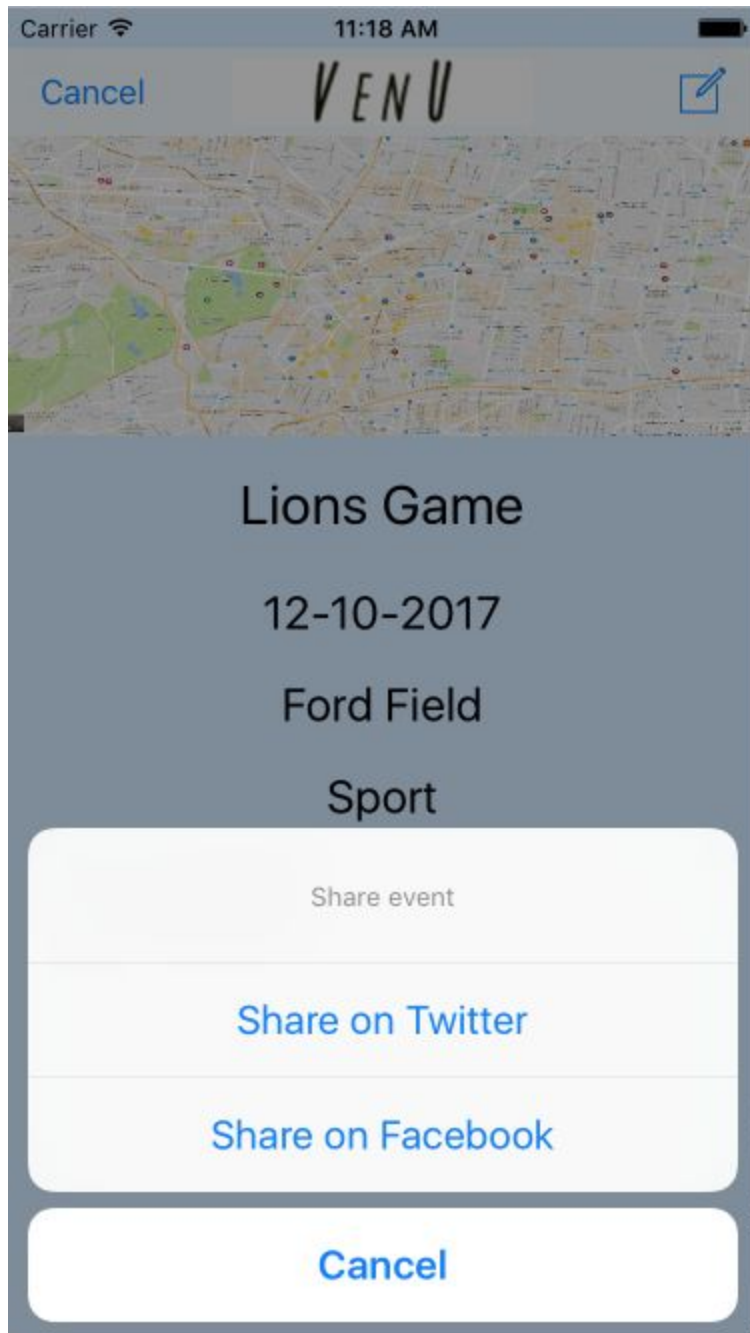 Carrier
11:18 AM
Cancel
VENU
Lions Game
12-10-2017
Ford Field
Sport
Share event
Share on Twitter
Share on Facebook
Cancel